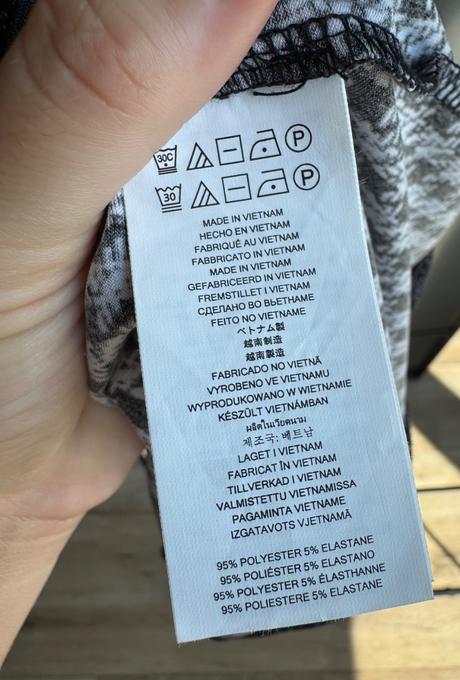 30C P
30 P
MADE IN VIETNAM
HECHO EN VIETNAM
FABRIQUÉ AU VIETNAM
FABBRICATO IN VIETNAM
MADE IN VIETNAM
GEFABRICEERD IN VIETNAM
FREMSTILLET I VIETNAM
СДЕЛАНО ВО ВЬЕТНАМЕ
FEITO NO VIETNAME
ベトナム製
越南制造
越南製造
FABRICADO NO VIETNÃ
VYROBENO VE VIETNAMU
WYPRODUKOWANO W WIETNAMIE
KÉSZÜLT VIETNÁMBAN
ผลิตในเวียดนาม
제조국: 베트남
LAGET I VIETNAM
FABRICAT ÎN VIETNAM
TILLVERKAD I VIETNAM
VALMISTETTU VIETNAMISSA
PAGAMINTA VIETNAME
IZGATAVOTS VJETNAMĀ
95% POLYESTER 5% ELASTANE
95% POLIÉSTER 5% ELASTANO
95% POLYESTER 5% ÉLASTHANNE
95% POLIESTERE 5% ELASTANE